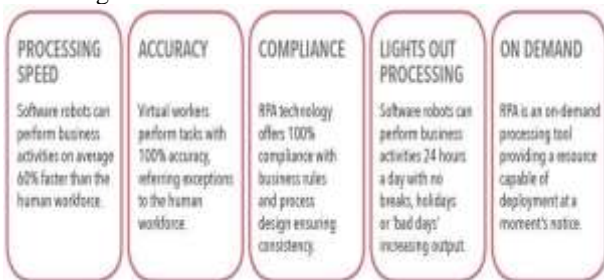 PROCESSING
SPEED
Software robots can
perform business
activities on average
60% faster than the
human workforce.
ACCURACY
Virtual workers
perform tasks with
100% accuracy,
referring exceptions
to the human
workforce.
COMPLIANCE
RPA technology
offers 100%
compliance with
business rules
and process
design ensuring
consistency.
LIGHTS OUT
PROCESSING
Software robots can
perform business
activities 24 hours
a day with no
breaks, holidays
or 'bad days'
increasing output.
ON DEMAND
RPA is an on-demand
processing tool
providing a resource
capable of
deployment at a
moment's notice.